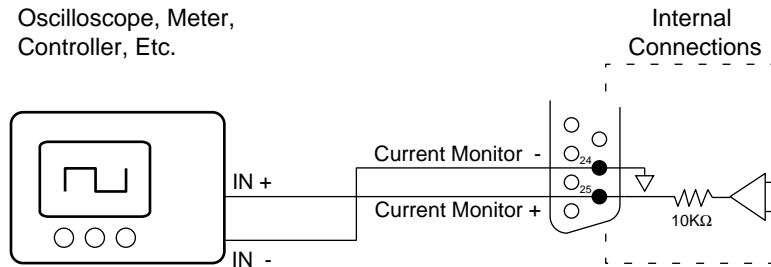 Oscilloscope, Meter,
Controller, Etc.
Internal
Connections
Current Monitor -
24
IN +
25
Current Monitor +
10KΩ
IN -